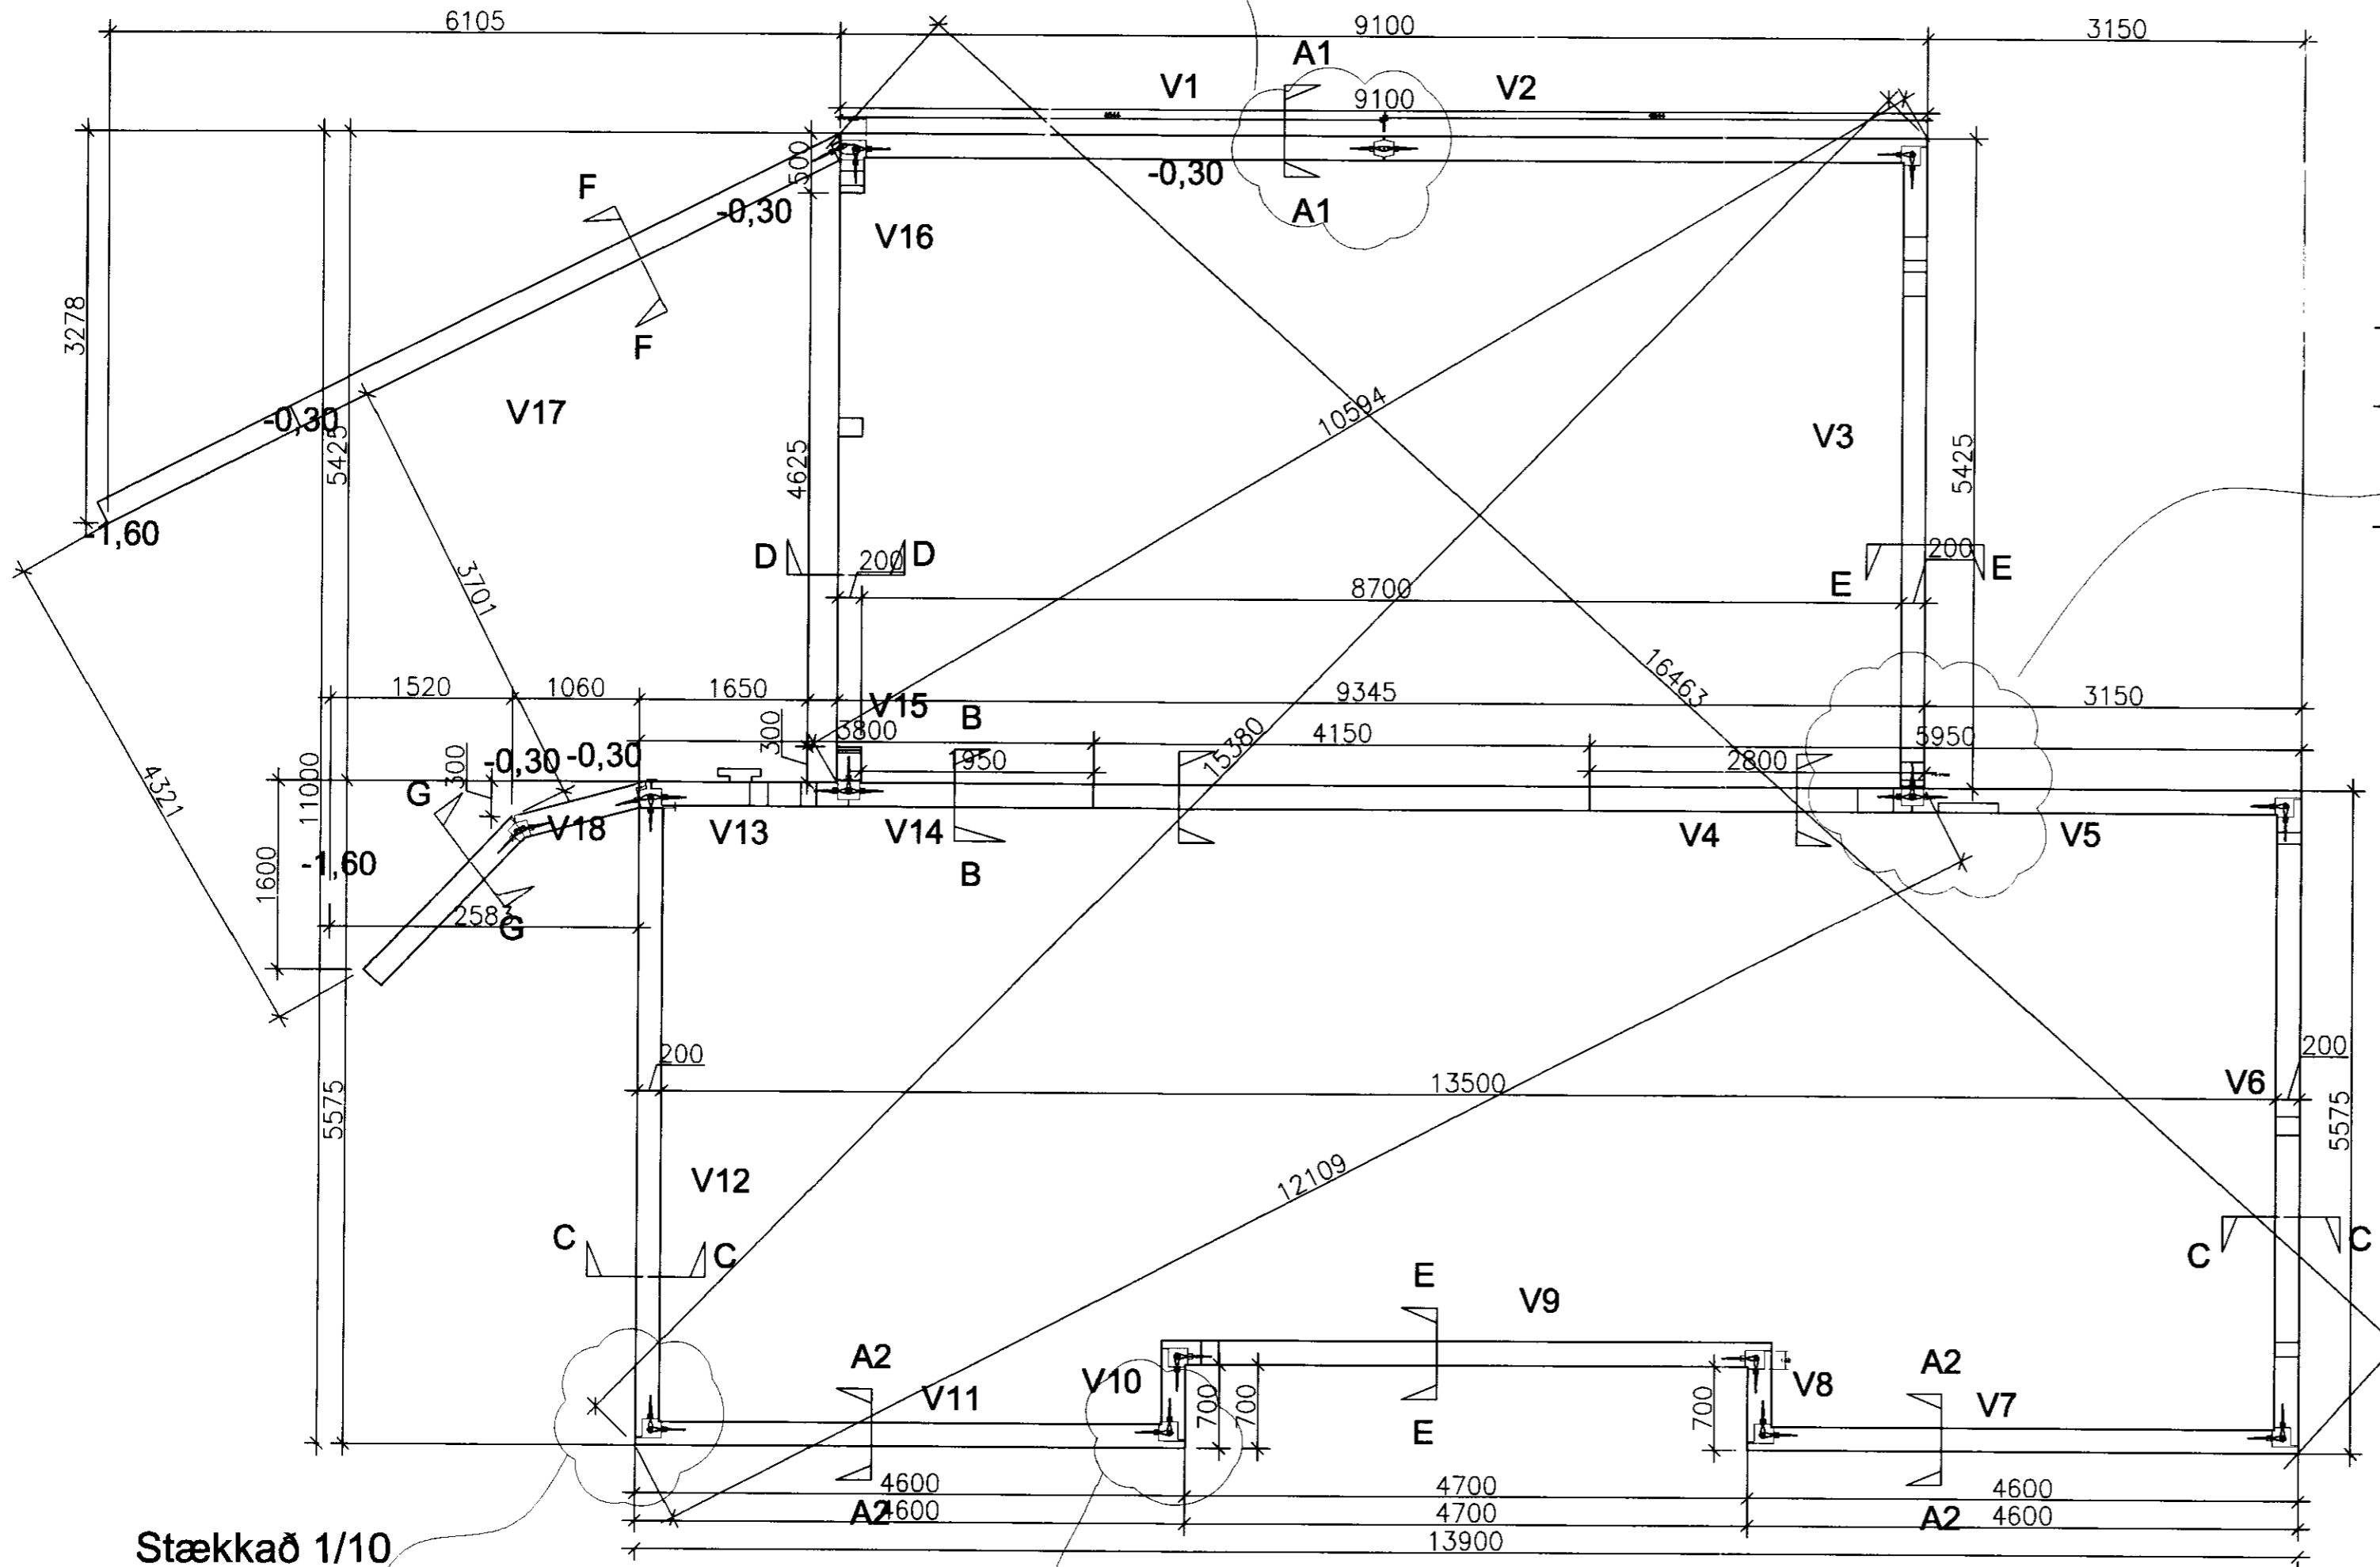 6105
9100
3150
A1
V1
V2
9100
500
-0,30
F
-0,30
A1
V16
3278
F
10594
V17
-0,30
5425
V3
4625
5425
-1,60
D
D
200
200
E
E
3701
8700
16463
1520
1060
1650
9345
3150
V15
B
300
3800
4150
5950
15380
-0,30
-0,30
1950
2800
300
4321
11000
G
V18
V13
V14
V4
V5
1600
-1,60
B
2583
G
200
200
13500
V6
5575
5575
12109
V12
C
C
C
C
E
V9
A2
A2
V10
V8
V11
V7
700
700
700
E
4600
4700
4600
A2
4600
4700
A2
4600
13900
Stækkað 1/10